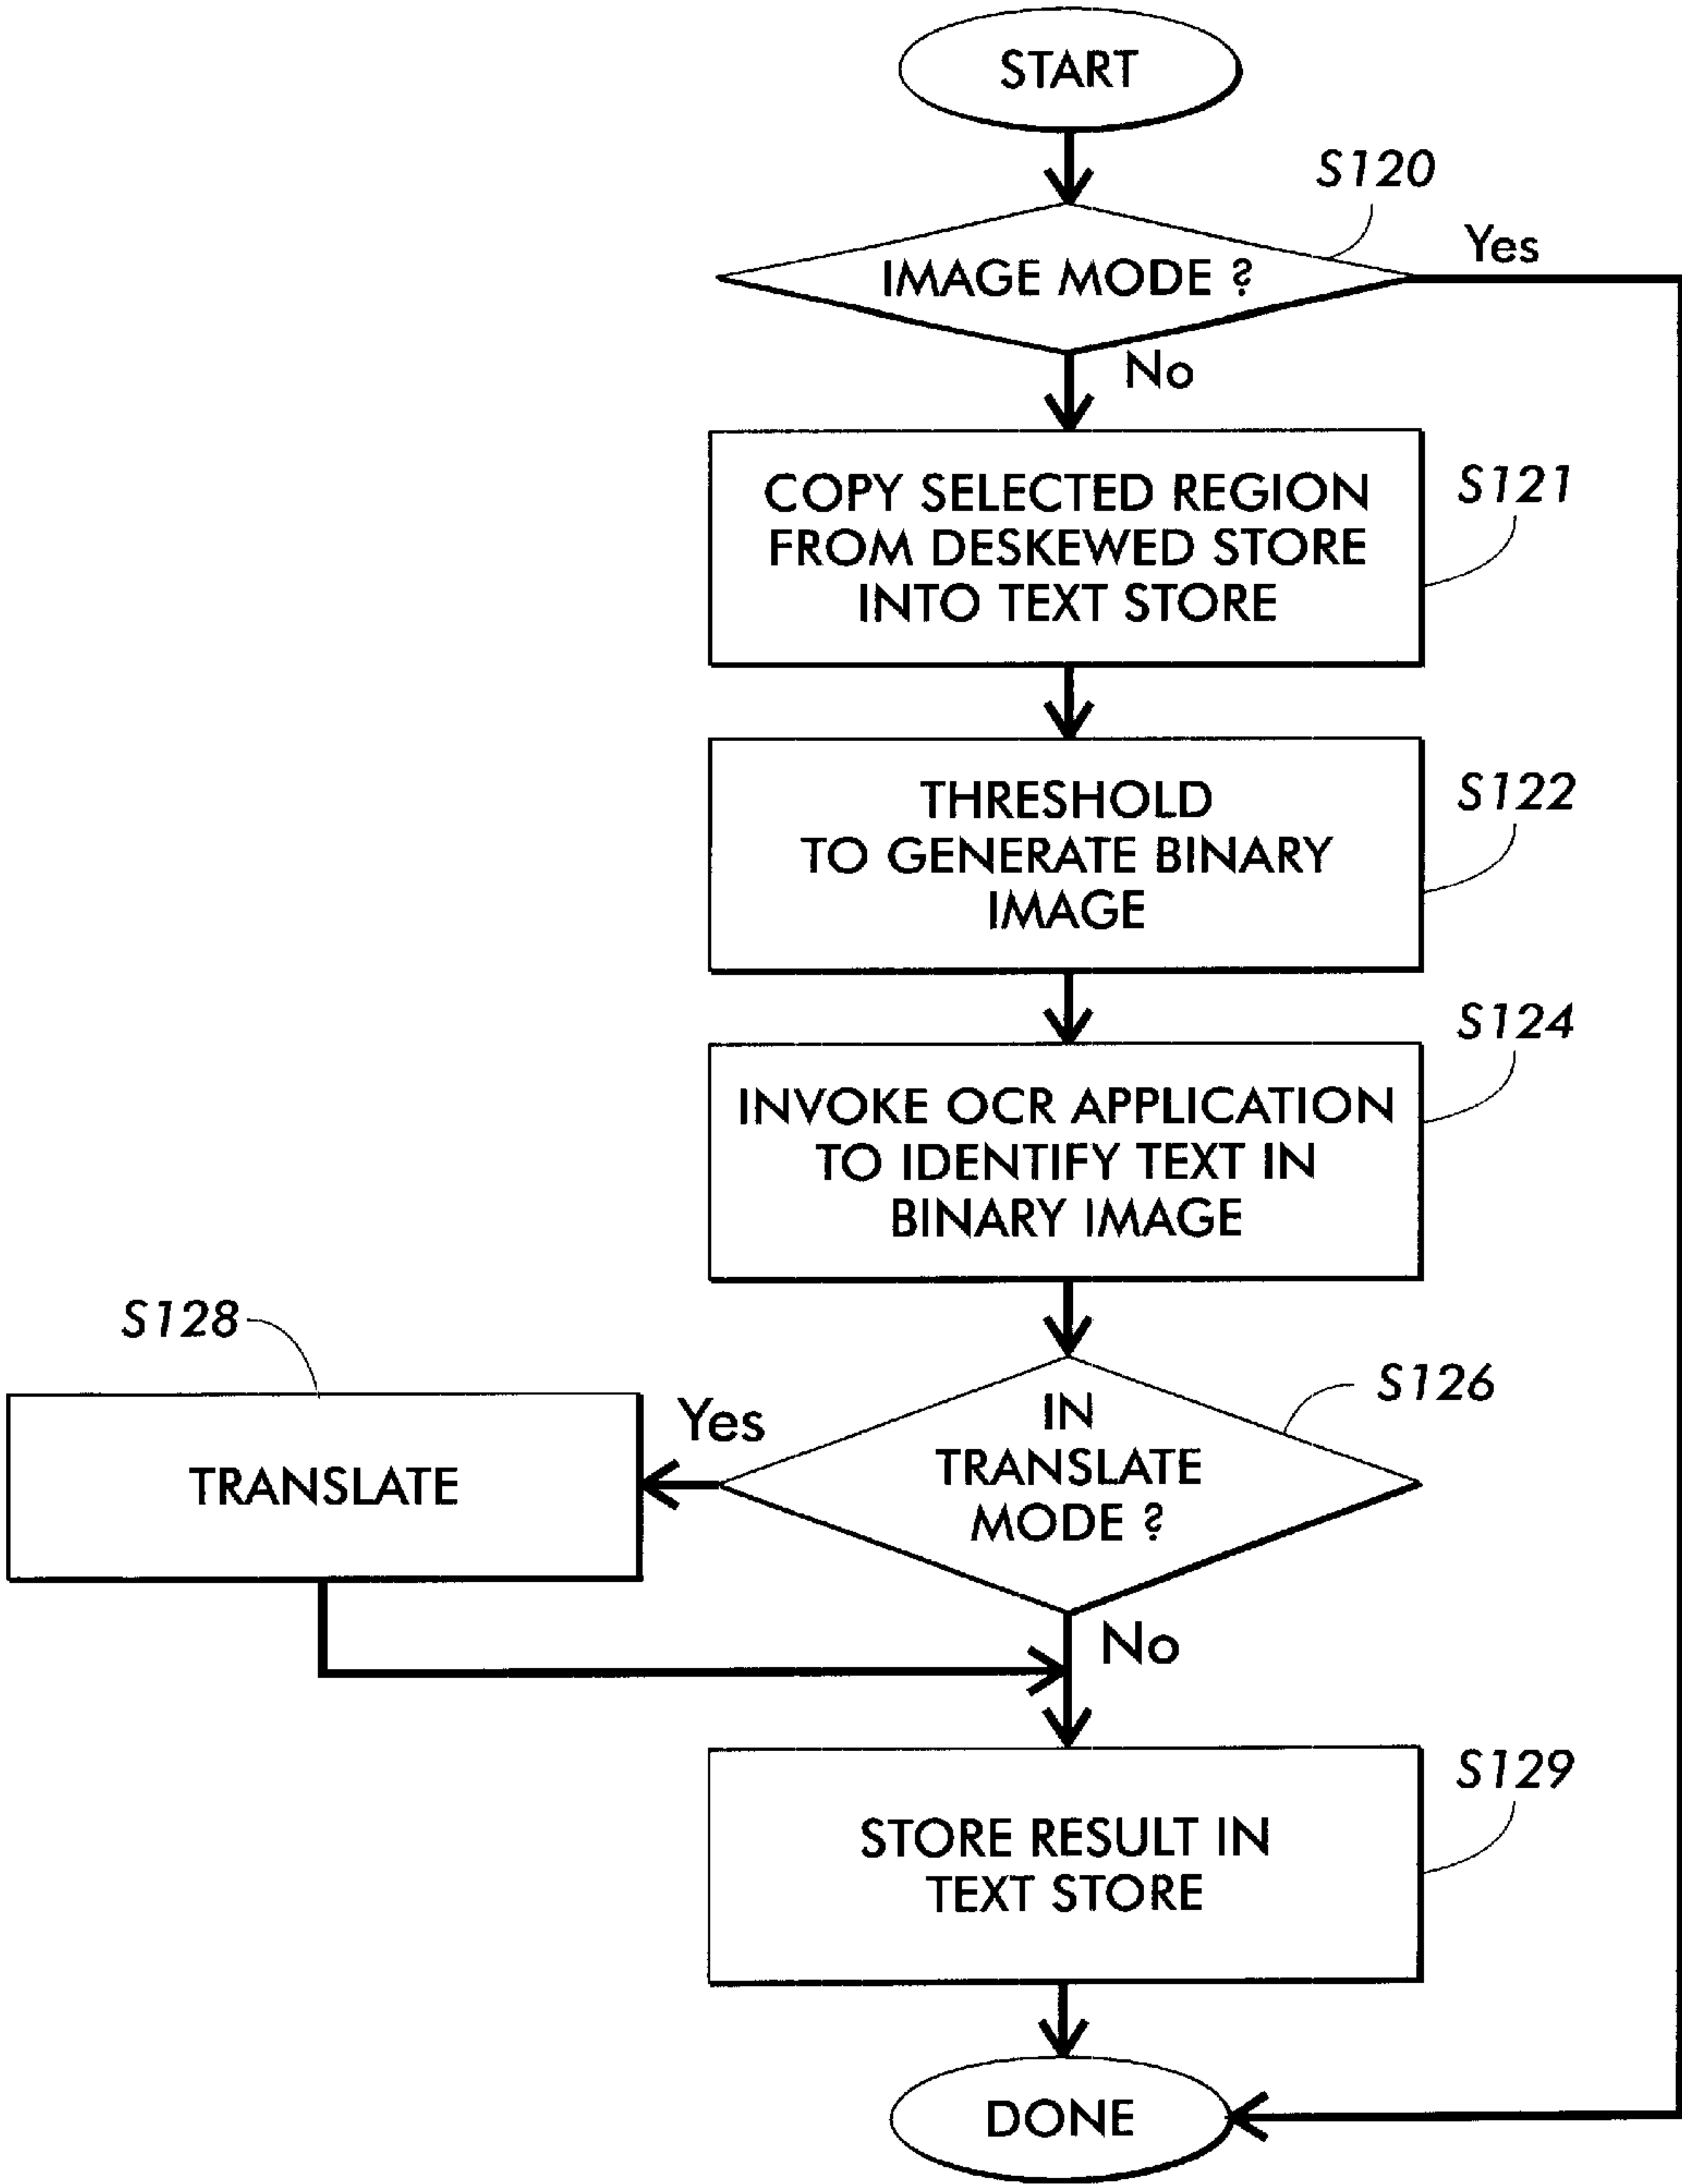 START
S120
IMAGE MODE ?
Yes
No
COPY SELECTED REGION
FROM DESKEWED STORE
INTO TEXT STORE
S121
THRESHOLD
TO GENERATE BINARY
IMAGE
S122
INVOKE OCR APPLICATION
TO IDENTIFY TEXT IN
BINARY IMAGE
S124
S128
TRANSLATE
Yes
IN
TRANSLATE
MODE ?
S126
No
STORE RESULT IN
TEXT STORE
S129
DONE